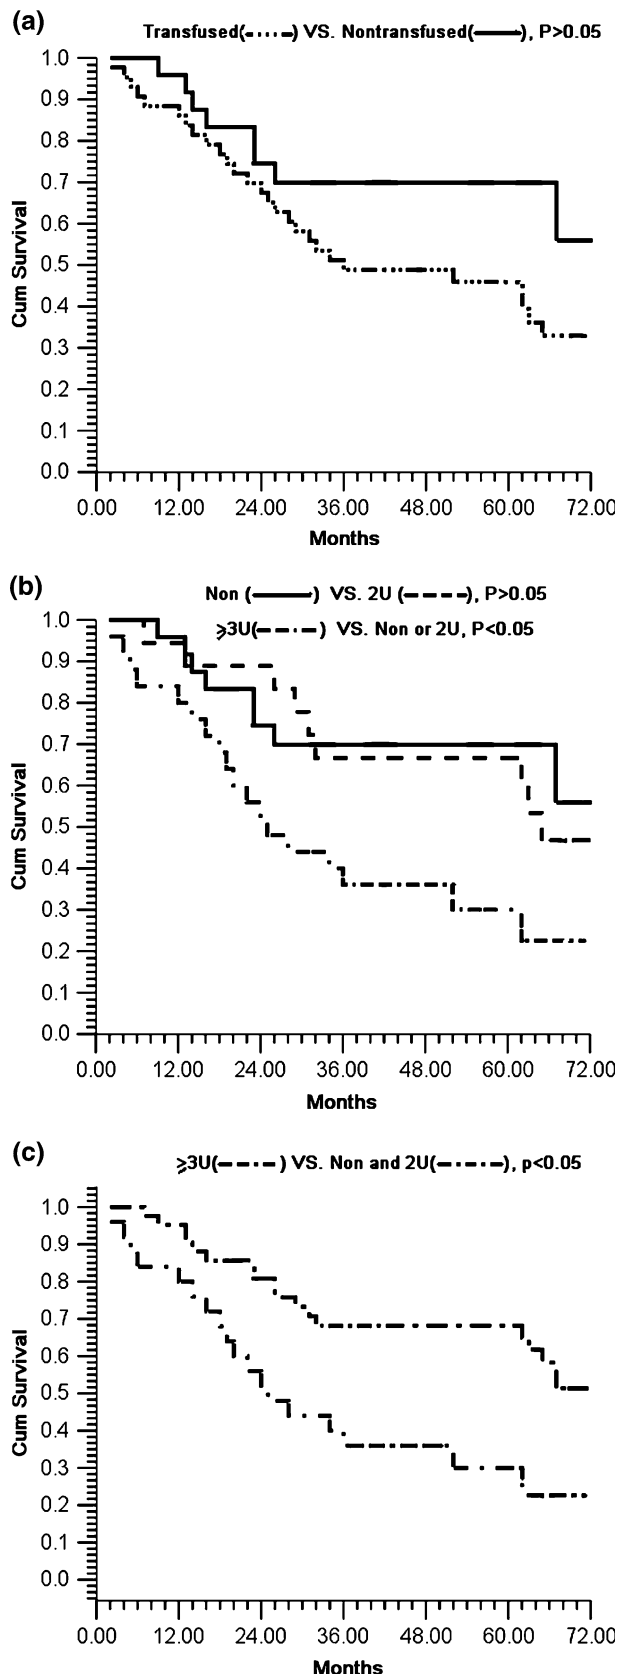 (a)
Transfused( ) VS. Nontransfused( ), P>0.05
1.0
0.9
0.8
0.7
0.6
0.5
0.4
0.3
0.2
0.1
0.0
Cum Survival
0.00 12.00 24.00 36.00 48.00 60.00 72.00
Months
(b)
Non ( ) VS. 2U ( ), P>0.05
⩾3U( ) VS. Non or 2U, P<0.05
1.0
0.9
0.8
0.7
0.6
0.5
0.4
0.3
0.2
0.1
0.0
Cum Survival
0.00 12.00 24.00 36.00 48.00 60.00 72.00
Months
(c)
⩾3U( ) VS. Non and 2U( ), p<0.05
1.0
0.9
0.8
0.7
0.6
0.5
0.4
0.3
0.2
0.1
0.0
Cum Survival
0.00 12.00 24.00 36.00 48.00 60.00 72.00
Months